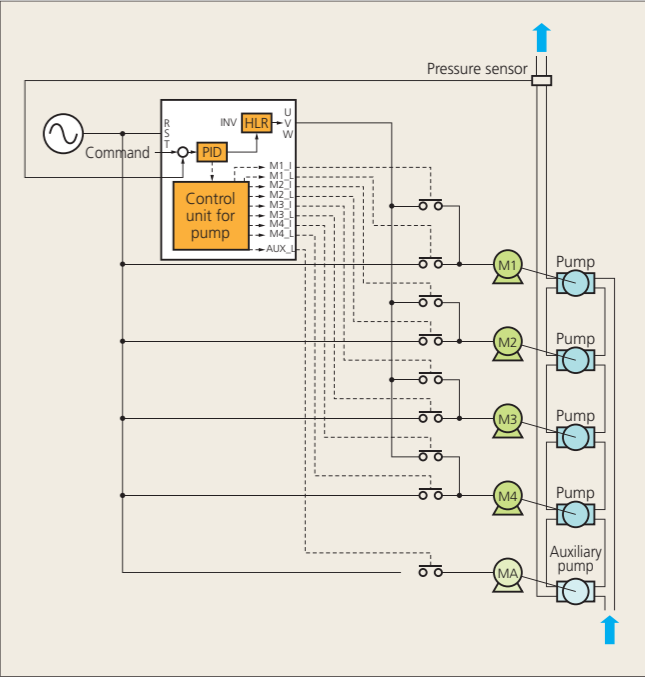 Pressure sensor
R
S
T
INV
HLR
U
V
W
Command
PID
Control
unit for
pump
M1_I
M1_L
M2_I
M2_L
M3_I
M3_L
M4_I
M4_L
AUX_L
M1
Pump
M2
Pump
M3
Pump
M4
Pump
Auxiliary
pump
MA